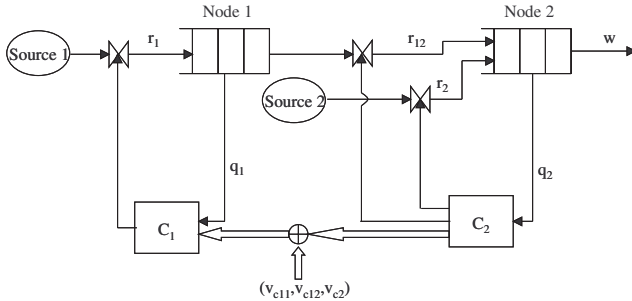 Node 1
Node 2
Source 1
r1
r12
w
Source 2
r2
q1
q2
C1
C2
(vc11,vc12,vc2)